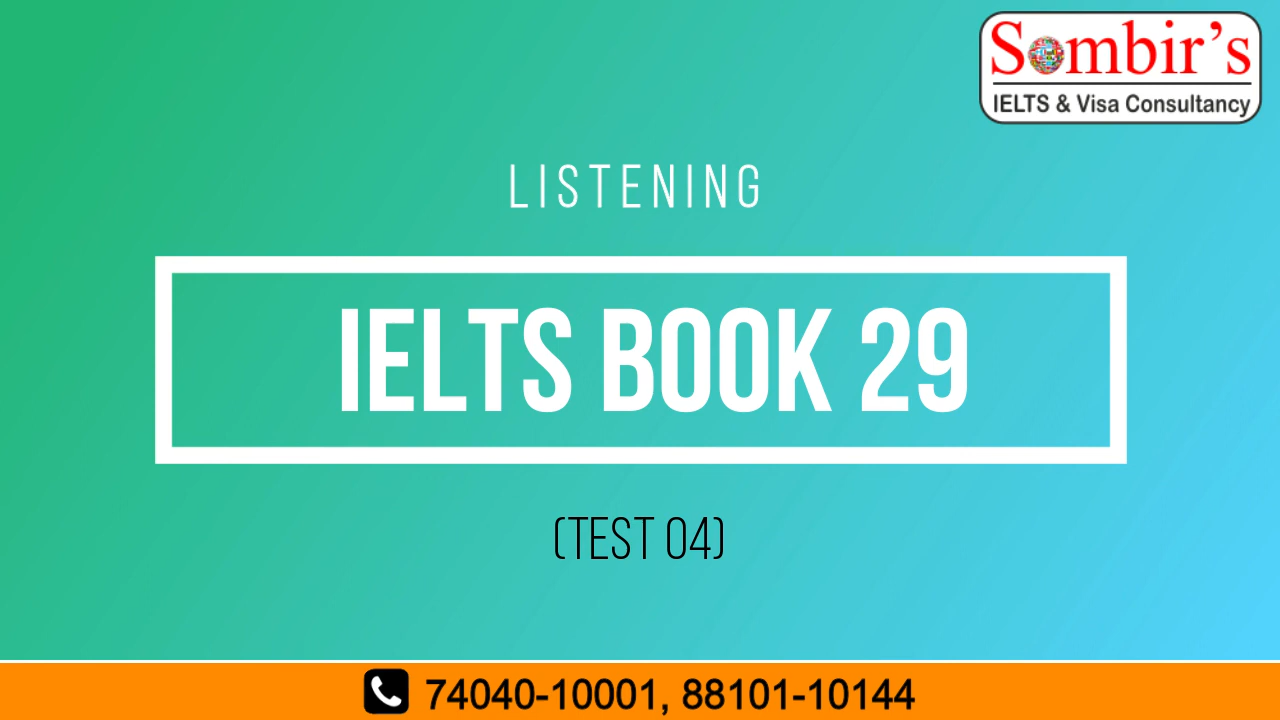 Sombir's
IELTS & Visa Consultancy
LISTENING
IELTS BOOK 29
(TEST 04)
74040-10001, 88101-10144